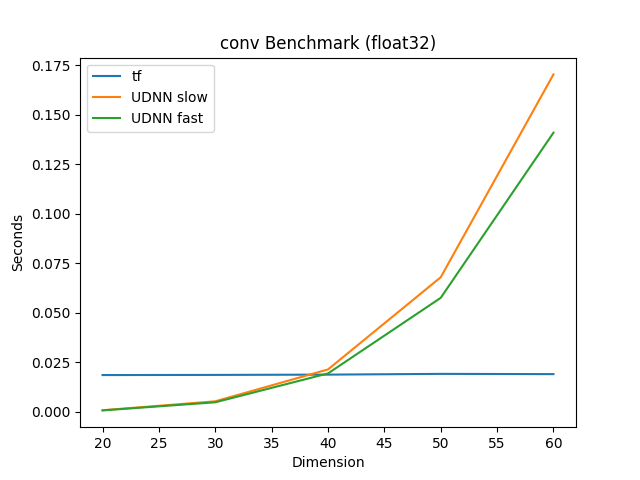 conv Benchmark (float32)
tf
UDNN slow
UDNN fast
Seconds
0.175
0.150
0.125
0.100
0.075
0.050
0.025
0.000
20 25 30 35 40 45 50 55 60
Dimension